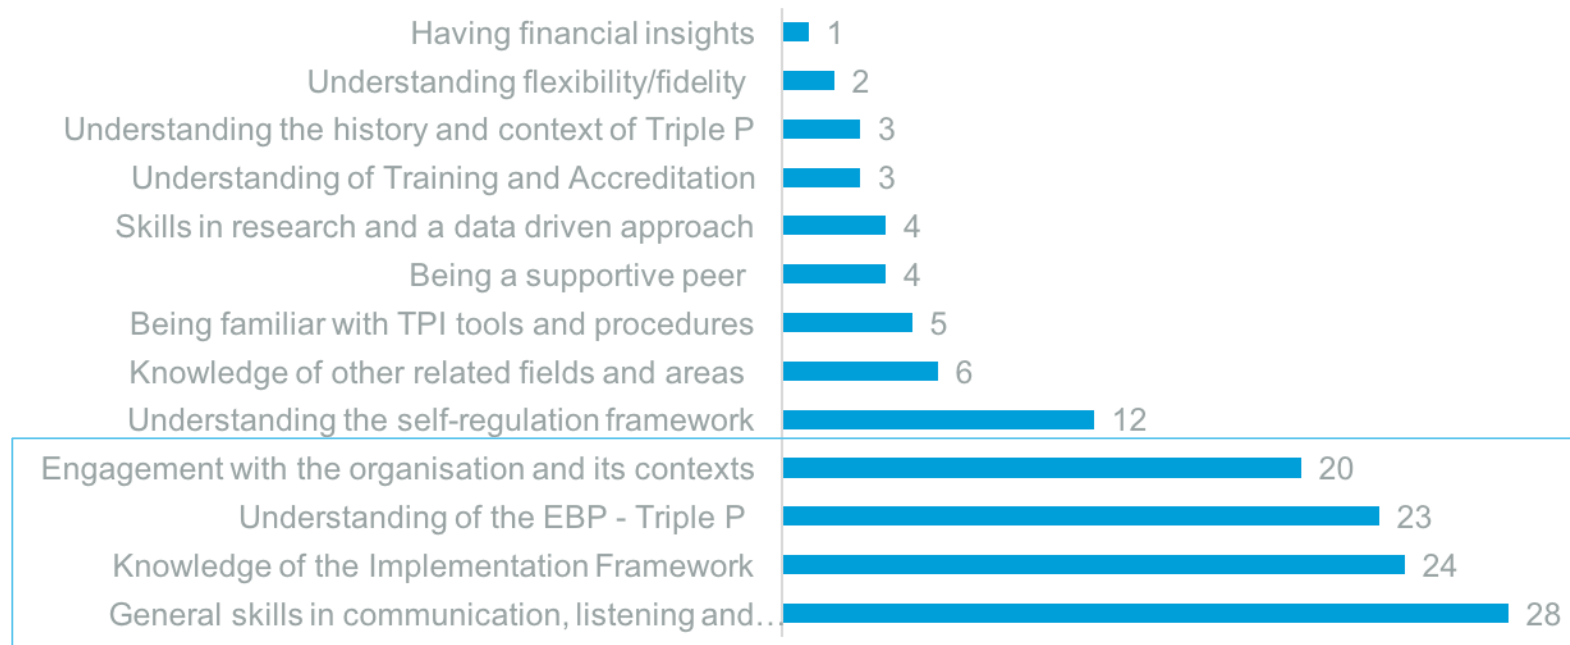 Having financial insights 1
Understanding flexibility/fidelity 2
Understanding the history and context of Triple P 3
Understanding of Training and Accreditation 3
Skills in research and a data driven approach 4
Being a supportive peer 4
Being familiar with TPI tools and procedures 5
Knowledge of other related fields and areas 6
Understanding the self-regulation framework 12
Engagement with the organisation and its contexts 20
Understanding of the EBP - Triple P 23
Knowledge of the Implementation Framework 24
General skills in communication, listening and... 28